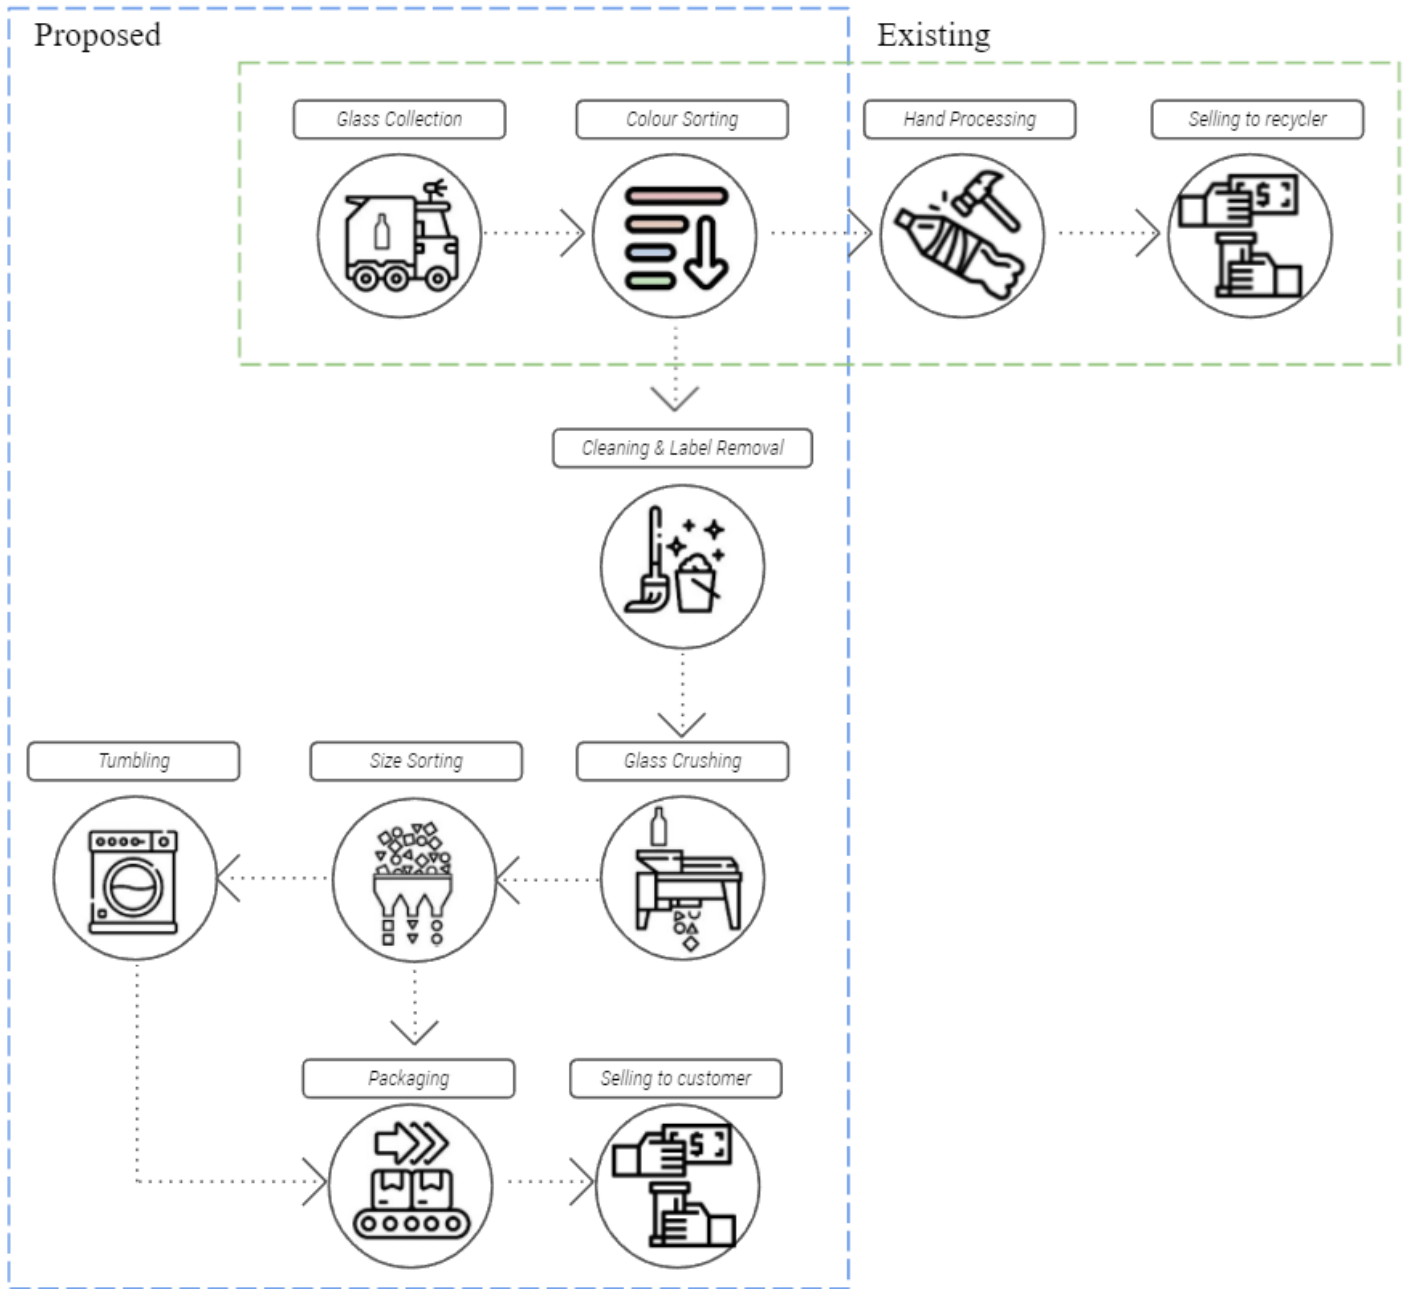 Proposed
Existing
Glass Collection
Colour Sorting
Hand Processing
Selling to recycler
$
Cleaning & Label Removal
Tumbling
Size Sorting
Glass Crushing
Packaging
Selling to customer
$